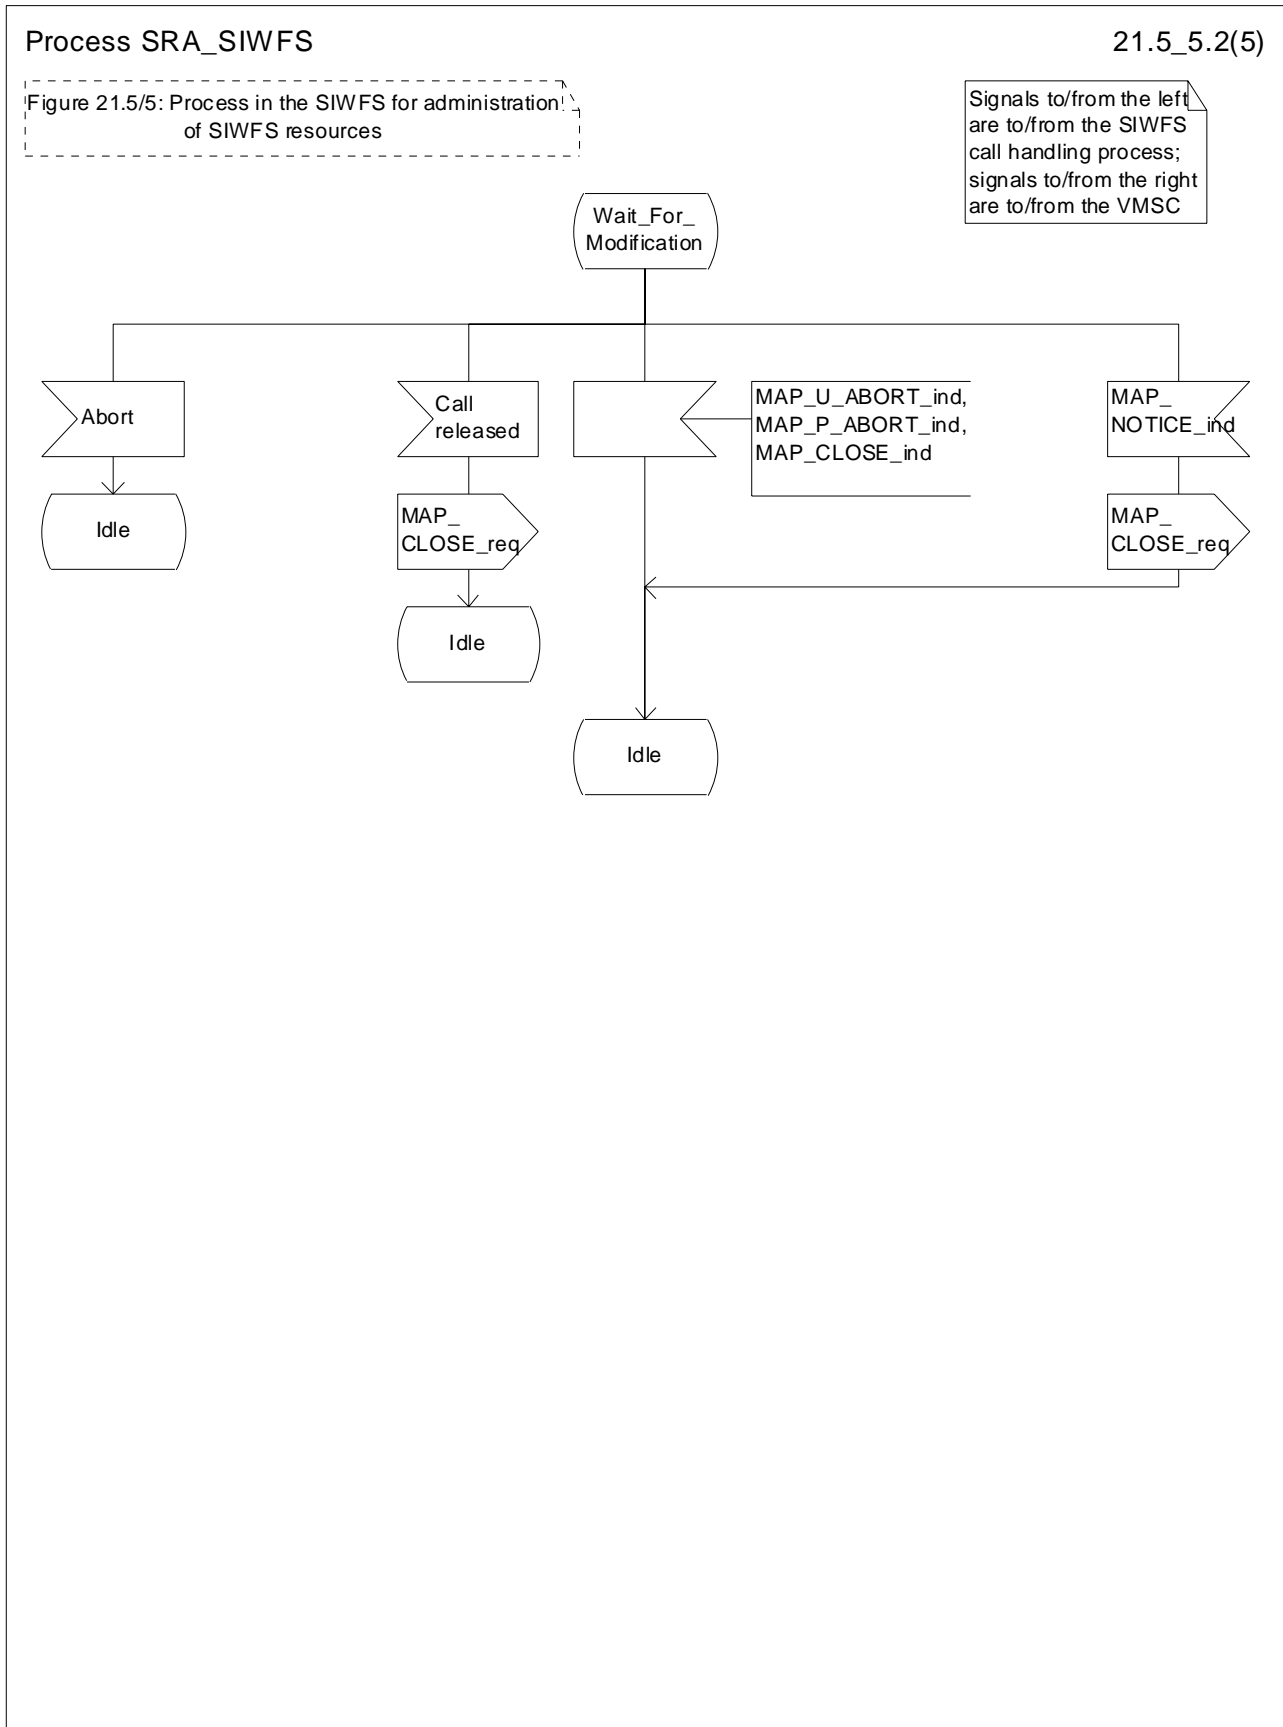 Process SRA_SIWFS
21.5_5.2(5)
Figure 21.5/5: Process in the SIWFS for administration
of SIWFS resources
Signals to/from the left
are to/from the SIWFS
call handling process;
signals to/from the right
are to/from the VMSC
Wait_For_
Modification
Abort
Call
released
MAP_U_ABORT_ind,
MAP_P_ABORT_ind,
MAP_CLOSE_ind
MAP_
NOTICE_ind
Idle
MAP_
CLOSE_req
MAP_
CLOSE_req
Idle
Idle